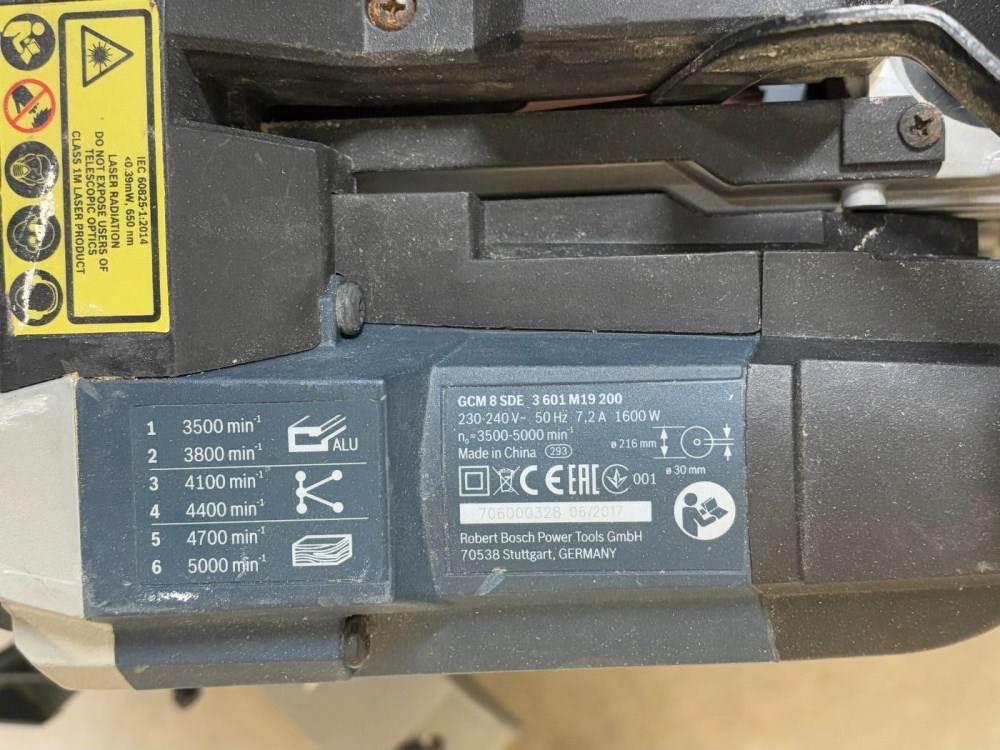 IEC 60825-1:2014
<0.39mW, 650 nm
LASER RADIATION
DO NOT EXPOSE USERS OF
TELESCOPIC OPTICS
CLASS 1M LASER PRODUCT
1 3500 min⁻¹
2 3800 min⁻¹
ALU
3 4100 min⁻¹
4 4400 min⁻¹
5 4700 min⁻¹
6 5000 min⁻¹
GCM 8 SDE 3 601 M19 200
230-240 V~ 50 Hz 7,2 A 1600 W
n₀=3500-5000 min⁻¹
Made in China 293
ø 216 mm
ø 30 mm
CE EAC 001
706000328 06/2017
Robert Bosch Power Tools GmbH
70538 Stuttgart, GERMANY